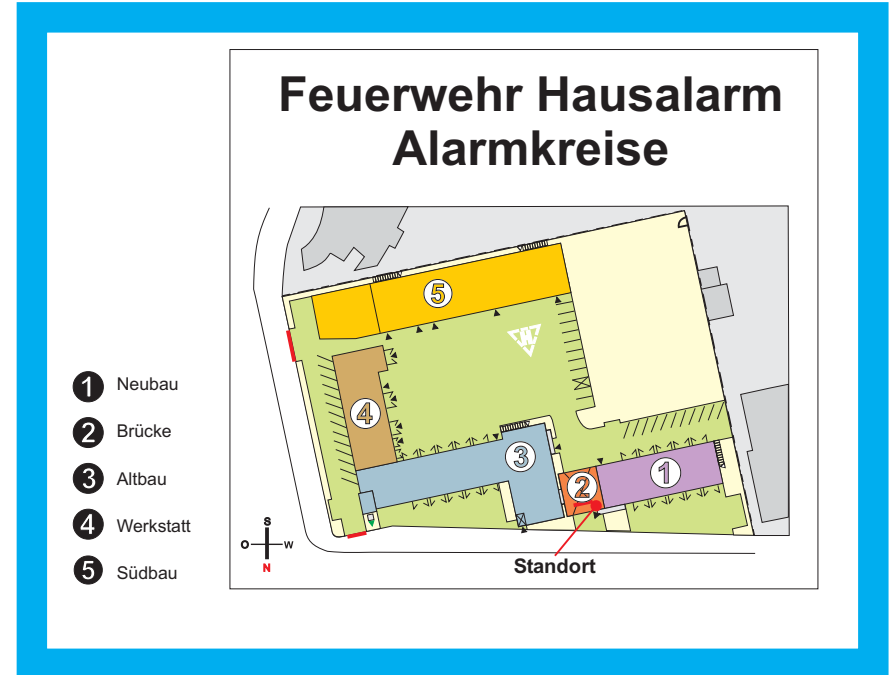 Feuerwehr Hausalarm
Alarmkreise
5
4
3
2
1
1 Neubau
2 Brücke
3 Altbau
4 Werkstatt
5 Südbau
S
O W
N
Standort